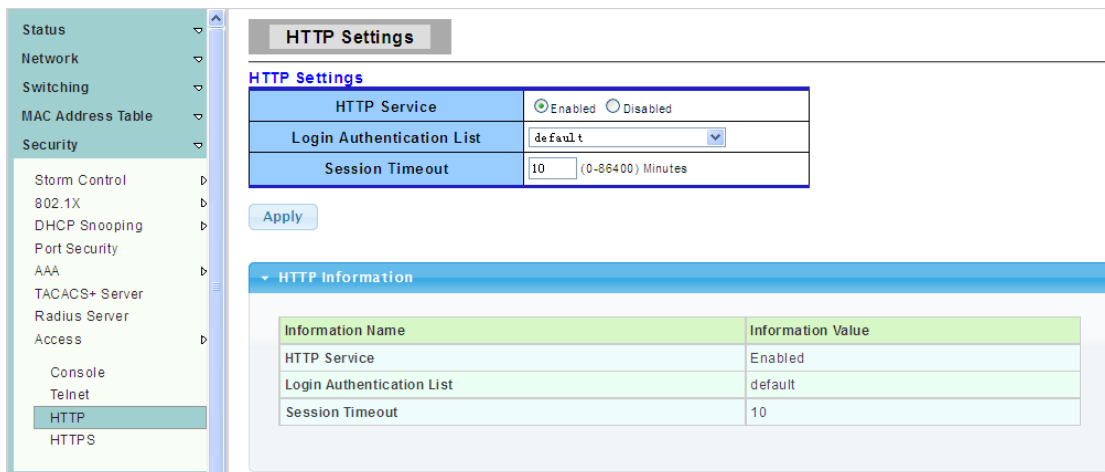 Status
Network
Switching
MAC Address Table
Security
Storm Control
802.1X
DHCP Snooping
Port Security
AAA
TACACS+ Server
Radius Server
Access
Console
Telnet
HTTP
HTTPS
HTTP Settings
HTTP Settings
HTTP Service Enabled Disabled
Login Authentication List default
Session Timeout 10 (0-86400) Minutes
Apply
HTTP Information
Information Name Information Value
HTTP Service Enabled
Login Authentication List default
Session Timeout 10